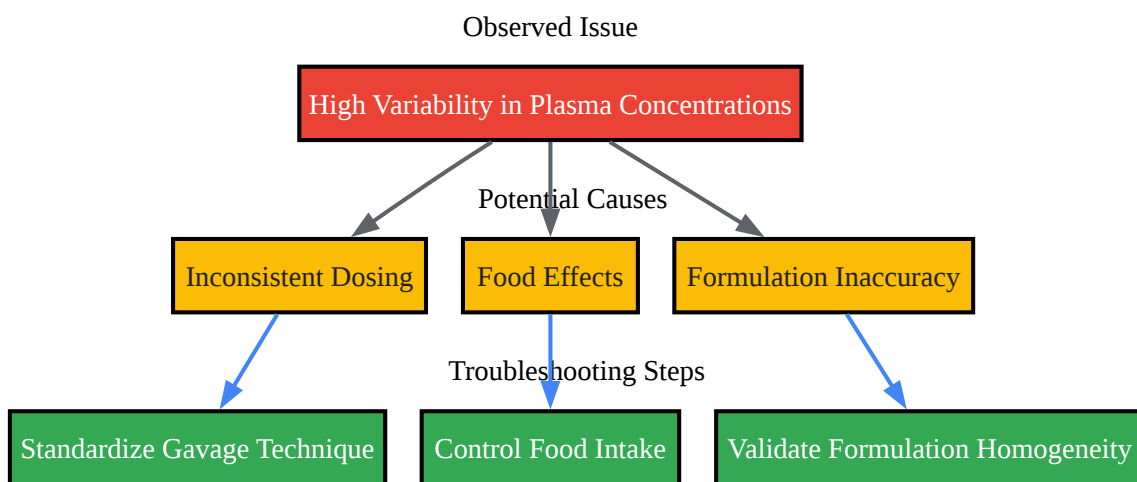 Observed Issue
High Variability in Plasma Concentrations
Potential Causes
Inconsistent Dosing
Food Effects
Formulation Inaccuracy
Troubleshooting Steps
Standardize Gavage Technique
Control Food Intake
Validate Formulation Homogeneity